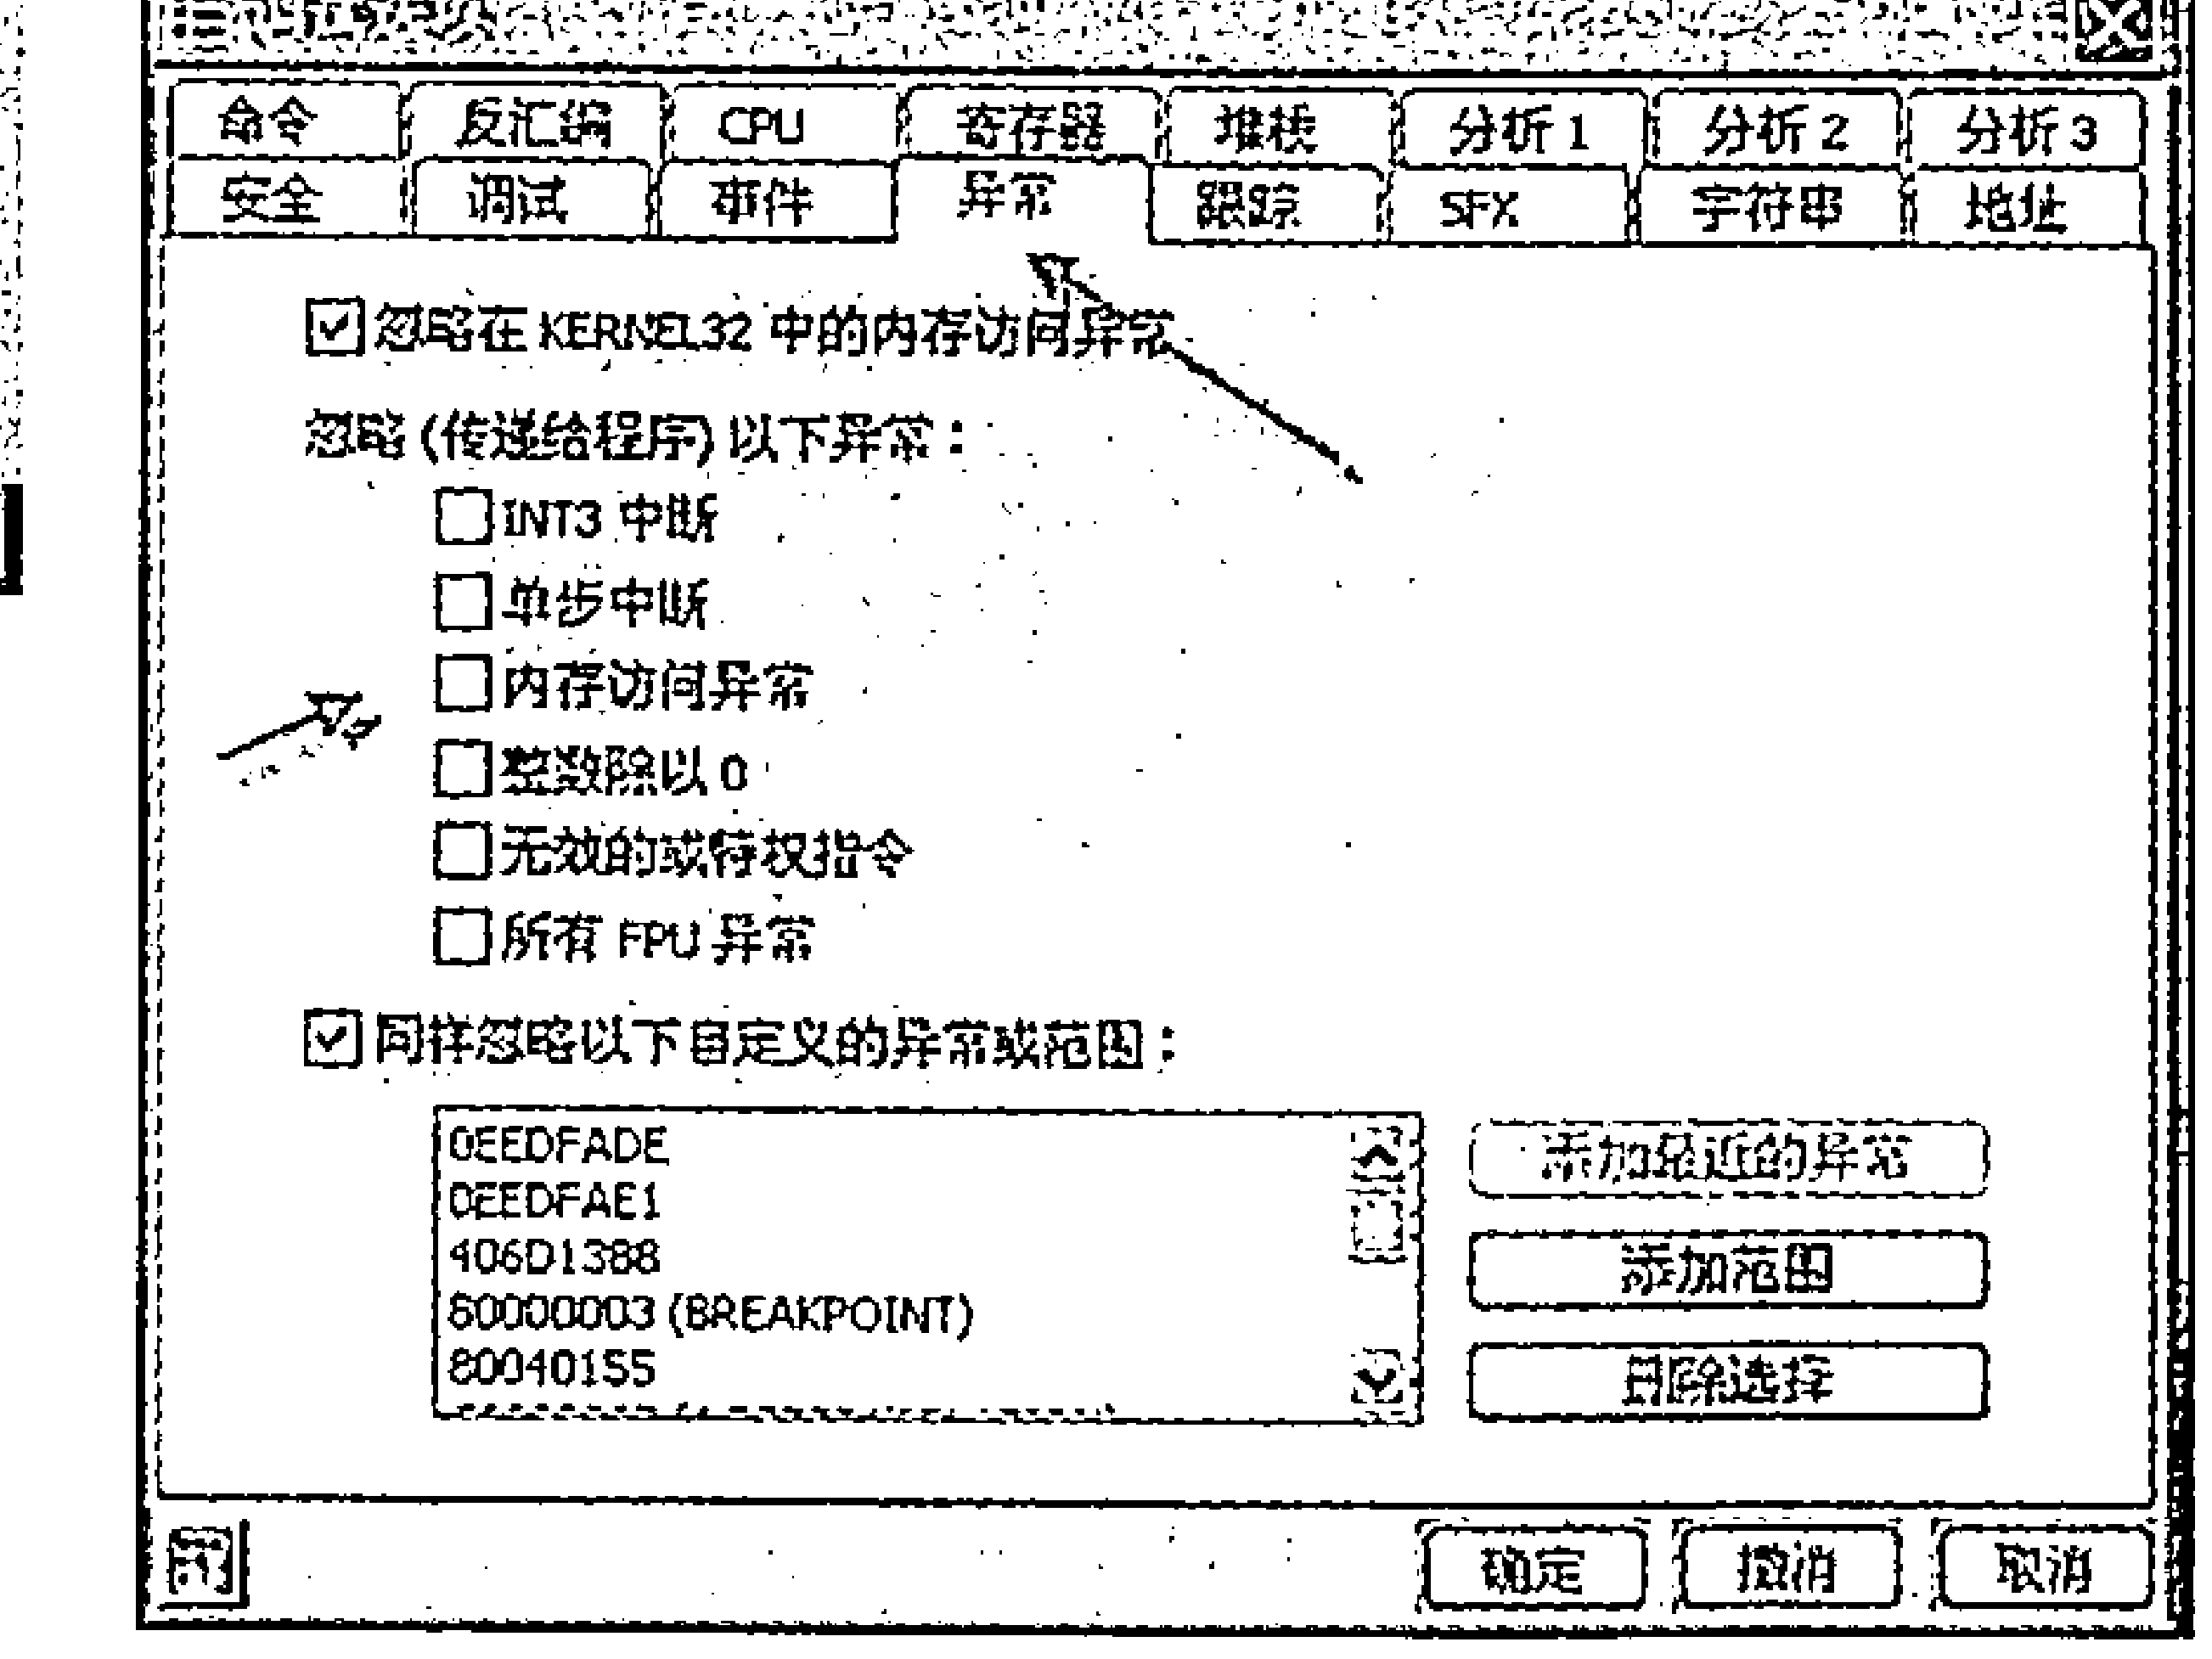 命令 反汇编 CPU 寄存器 堆栈 分析 1 分析 2 分析 3
安全 调试 事件 异常 跟踪 SFX 字符串 地址
忽略在 KERNEL32 中的内存访问异常
忽略 (传递给程序) 以下异常：
INT3 中断
单步中断
内存访问异常
整数除以 0
无效的或特权指令
所有 FPU 异常
同样忽略以下自定义的异常或范围：
0EEDFADE
0EEDFAE1
406D1388
80000003 (BREAKPOINT)
80040155
添加最近的异常
添加范围
删除选择
确定 撤消 取消